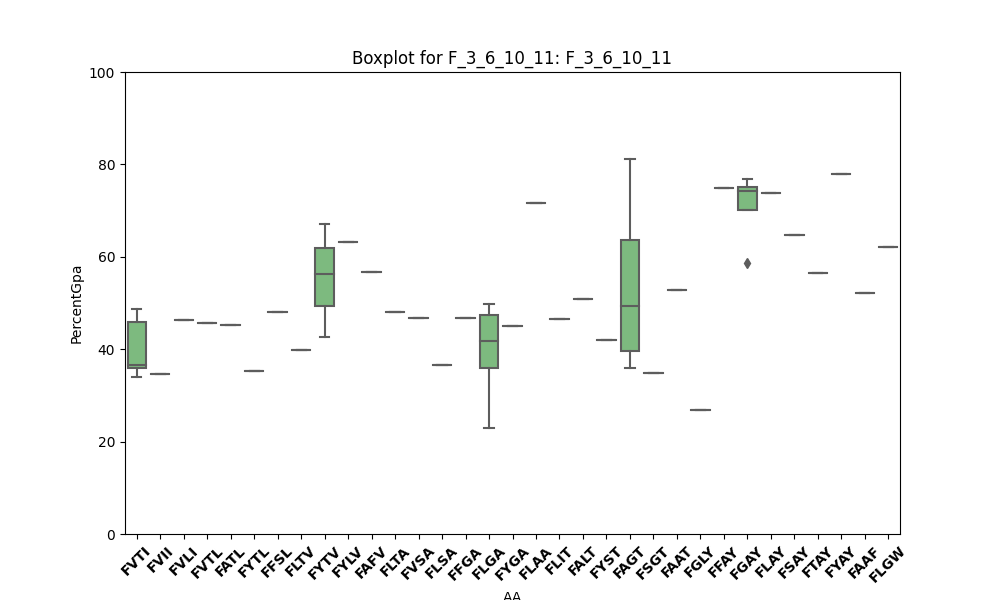 Boxplot for F_3_6_10_11: F_3_6_10_11
PercentGpa
100
80
60
40
20
0
FVTI FVII FVLI FVTL FATL FYTL FFSL FLTV FYTV FYLV FAFV FLTA FVSA FLSA FFGA FLGA FYGA FLAA FLIT FALT FYST FAGT FSGT FAAT FGLY FFAY FGAY FLAY FSAY FTAY FYAY FAAF FLGW
AA